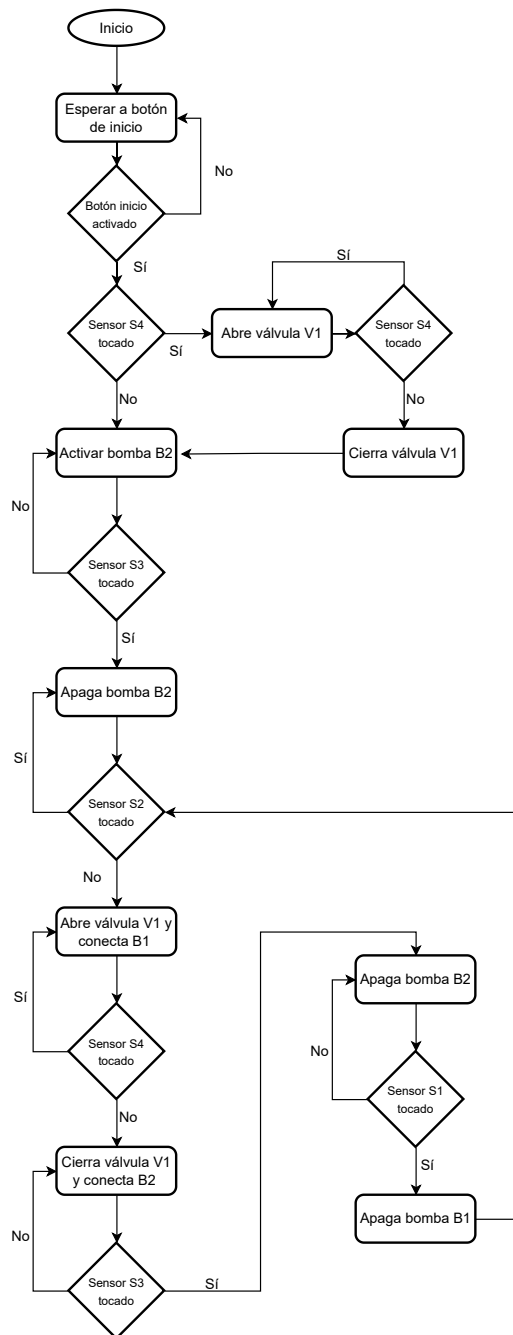 Inicio
Esperar a botón
de inicio
No
Botón inicio
activado
Sí
Sensor S4
tocado
Sí
Abre válvula V1
Sí
Sensor S4
tocado
No
No
Activar bomba B2
Cierra válvula V1
No
Sensor S3
tocado
Sí
Apaga bomba B2
Sí
Sensor S2
tocado
No
Abre válvula V1 y
conecta B1
Sí
Sensor S4
tocado
No
Cierra válvula V1
y conecta B2
No
Sensor S3
tocado
Sí
Apaga bomba B2
No
Sensor S1
tocado
Sí
Apaga bomba B1